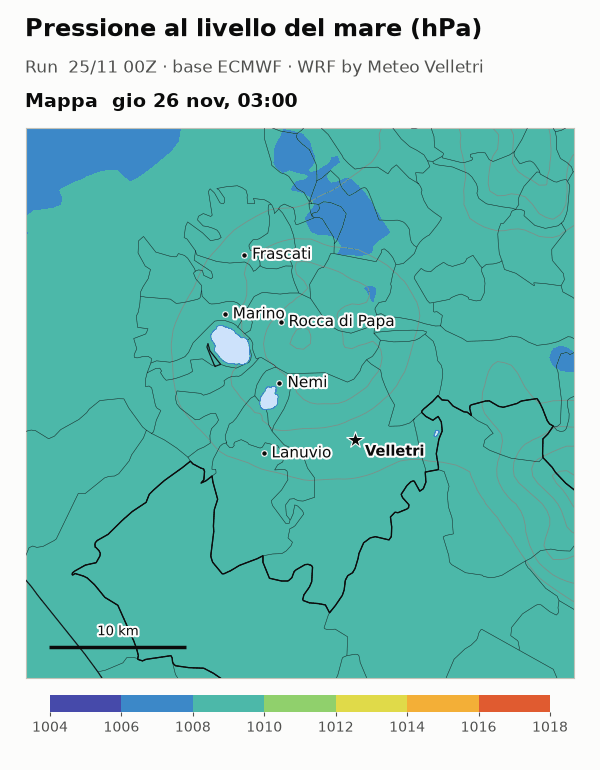 Pressione al livello del mare (hPa)
Run  25/11 00Z · base ECMWF · WRF by Meteo Velletri
Mappa  gio 26 nov, 03:00
Frascati
Marino
Rocca di Papa
Nemi
Velletri
Lanuvio
10 km
1004 1006 1008 1010 1012 1014 1016 1018